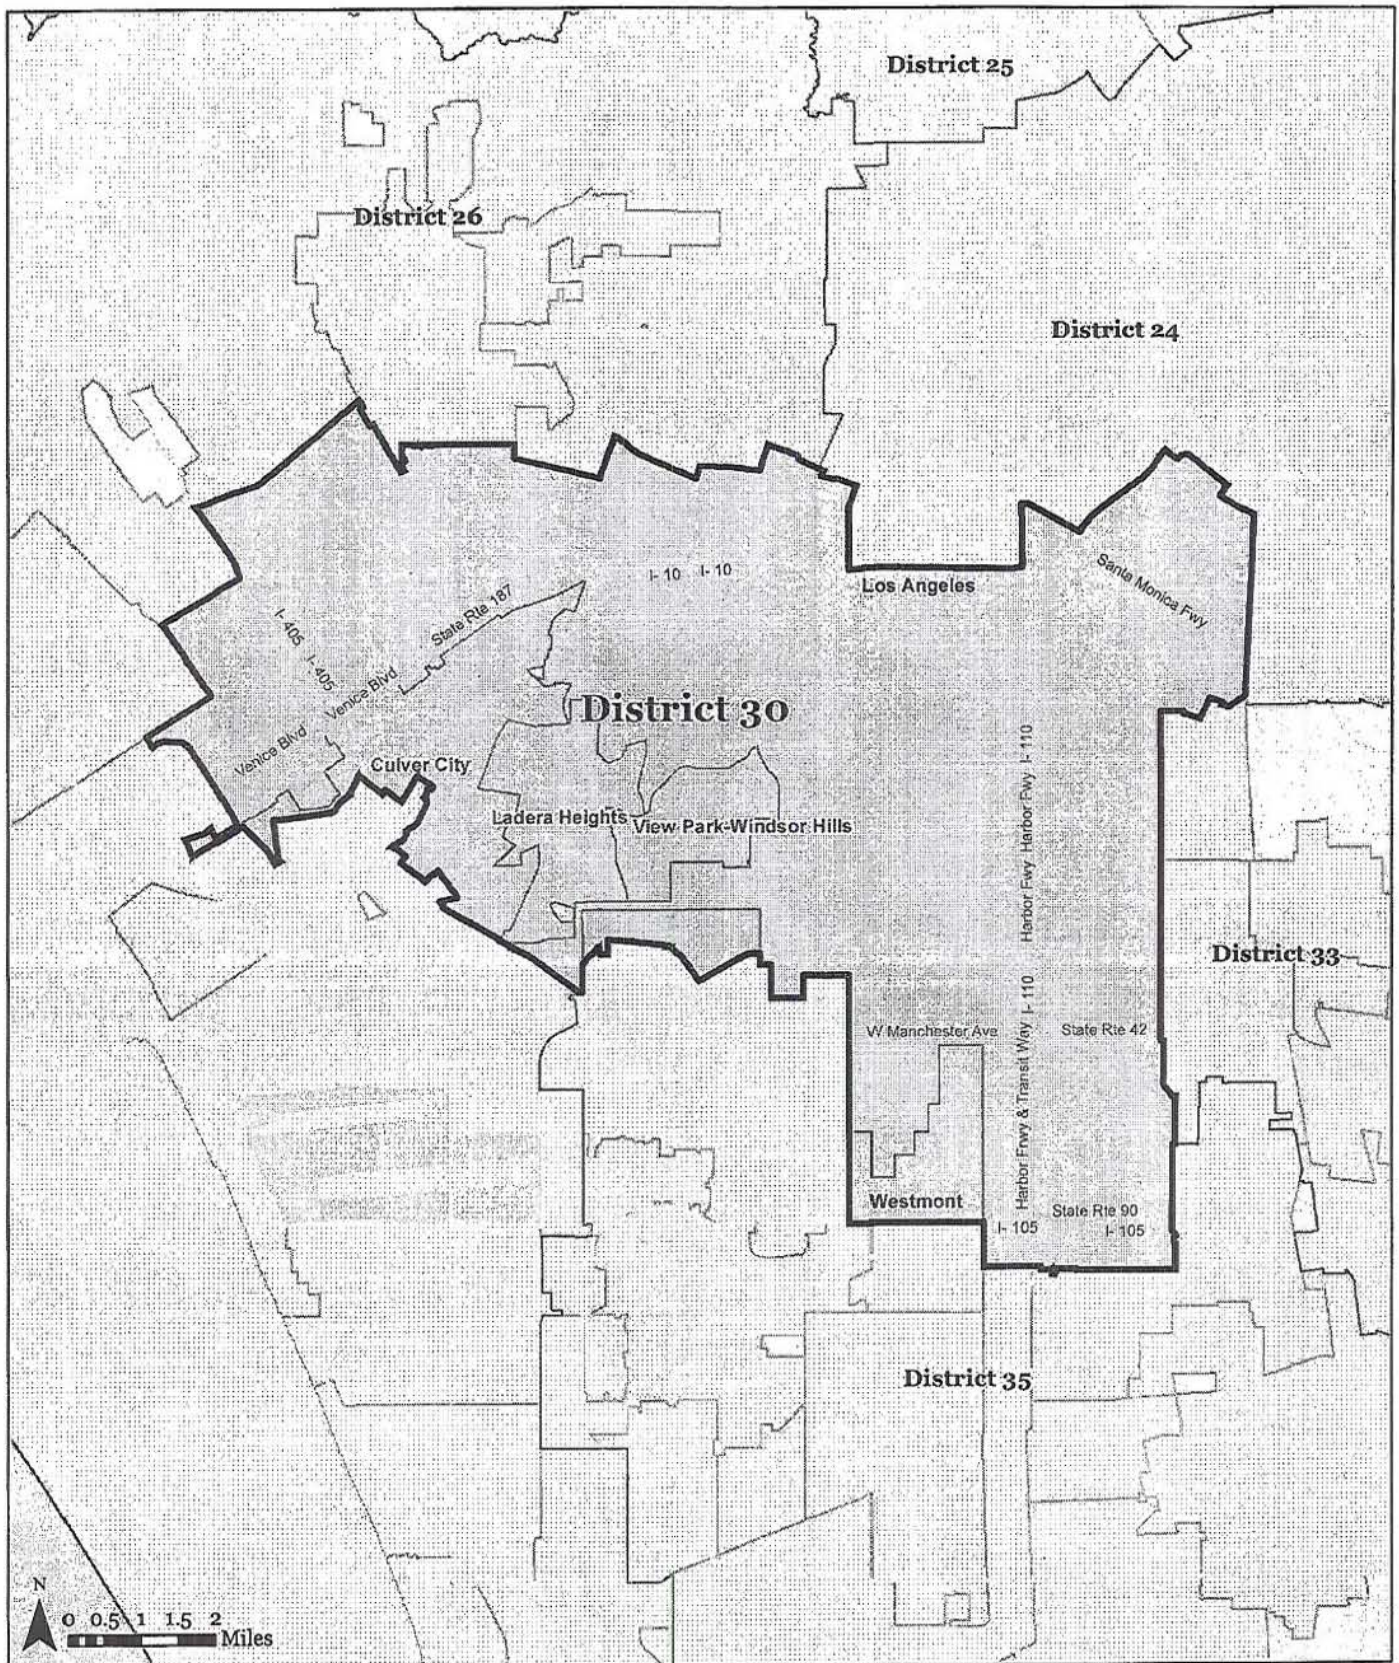 District 25
District 26
District 24
I- 10 I- 10
Los Angeles
Santa Monica Fwy
State Rte 187
I- 405
I- 405
Venice Blvd
Venice Blvd
District 30
Culver City
Ladera Heights
View Park-Windsor Hills
Harbor Fwy Harbor Fwy I- 110
District 33
W Manchester Ave
State Rte 42
Harbor Frwy & Transit Way I- 110
Westmont
State Rte 90
I- 105
I- 105
District 35
N
0 0.5 1 1.5 2
Miles